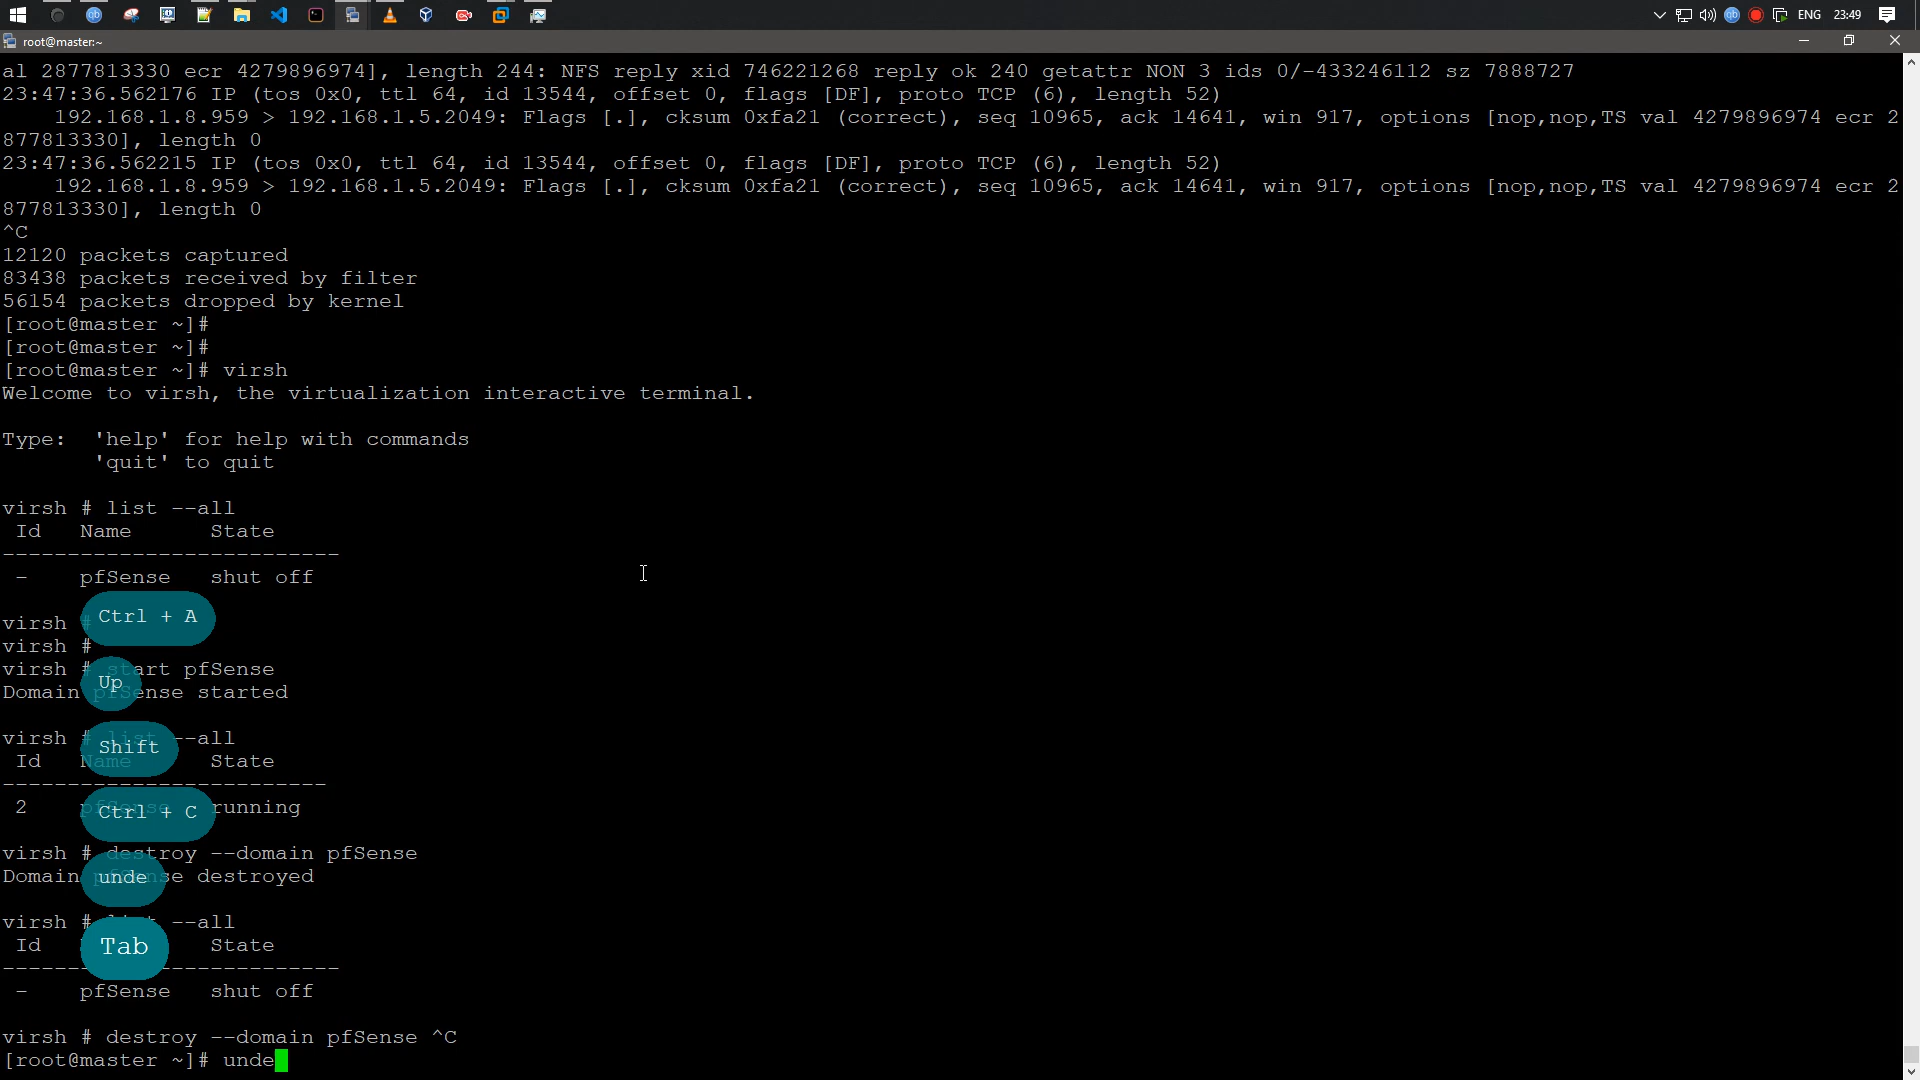 ENG 23:49
root@master:~
al 2877813330 ecr 4279896974], length 244: NFS reply xid 746221268 reply ok 240 getattr NON 3 ids 0/-433246112 sz 7888727
23:47:36.562176 IP (tos 0x0, ttl 64, id 13544, offset 0, flags [DF], proto TCP (6), length 52)
192.168.1.8.959 > 192.168.1.5.2049: Flags [.], cksum 0xfa21 (correct), seq 10965, ack 14641, win 917, options [nop,nop,TS val 4279896974 ecr 2
877813330], length 0
23:47:36.562215 IP (tos 0x0, ttl 64, id 13544, offset 0, flags [DF], proto TCP (6), length 52)
192.168.1.8.959 > 192.168.1.5.2049: Flags [.], cksum 0xfa21 (correct), seq 10965, ack 14641, win 917, options [nop,nop,TS val 4279896974 ecr 2
877813330], length 0
^C
12120 packets captured
83438 packets received by filter
56154 packets dropped by kernel
[root@master ~]#
[root@master ~]#
[root@master ~]# virsh
Welcome to virsh, the virtualization interactive terminal.
Type:  'help' for help with commands
'quit' to quit
virsh # list --all
Id   Name      State
--------------------------
-    pfSense   shut off
virsh #
Ctrl + A
virsh #
virsh # start pfSense
Up
Domain pfSense started
virsh # list --all
Shift
Id   Name      State
-------------------------
2    pfSense   running
Ctrl + C
virsh # destroy --domain pfSense
Domain pfSense destroyed
unde
virsh # list --all
Id State
Tab
--------------------------
-    pfSense   shut off
virsh # destroy --domain pfSense ^C
[root@master ~]# unde